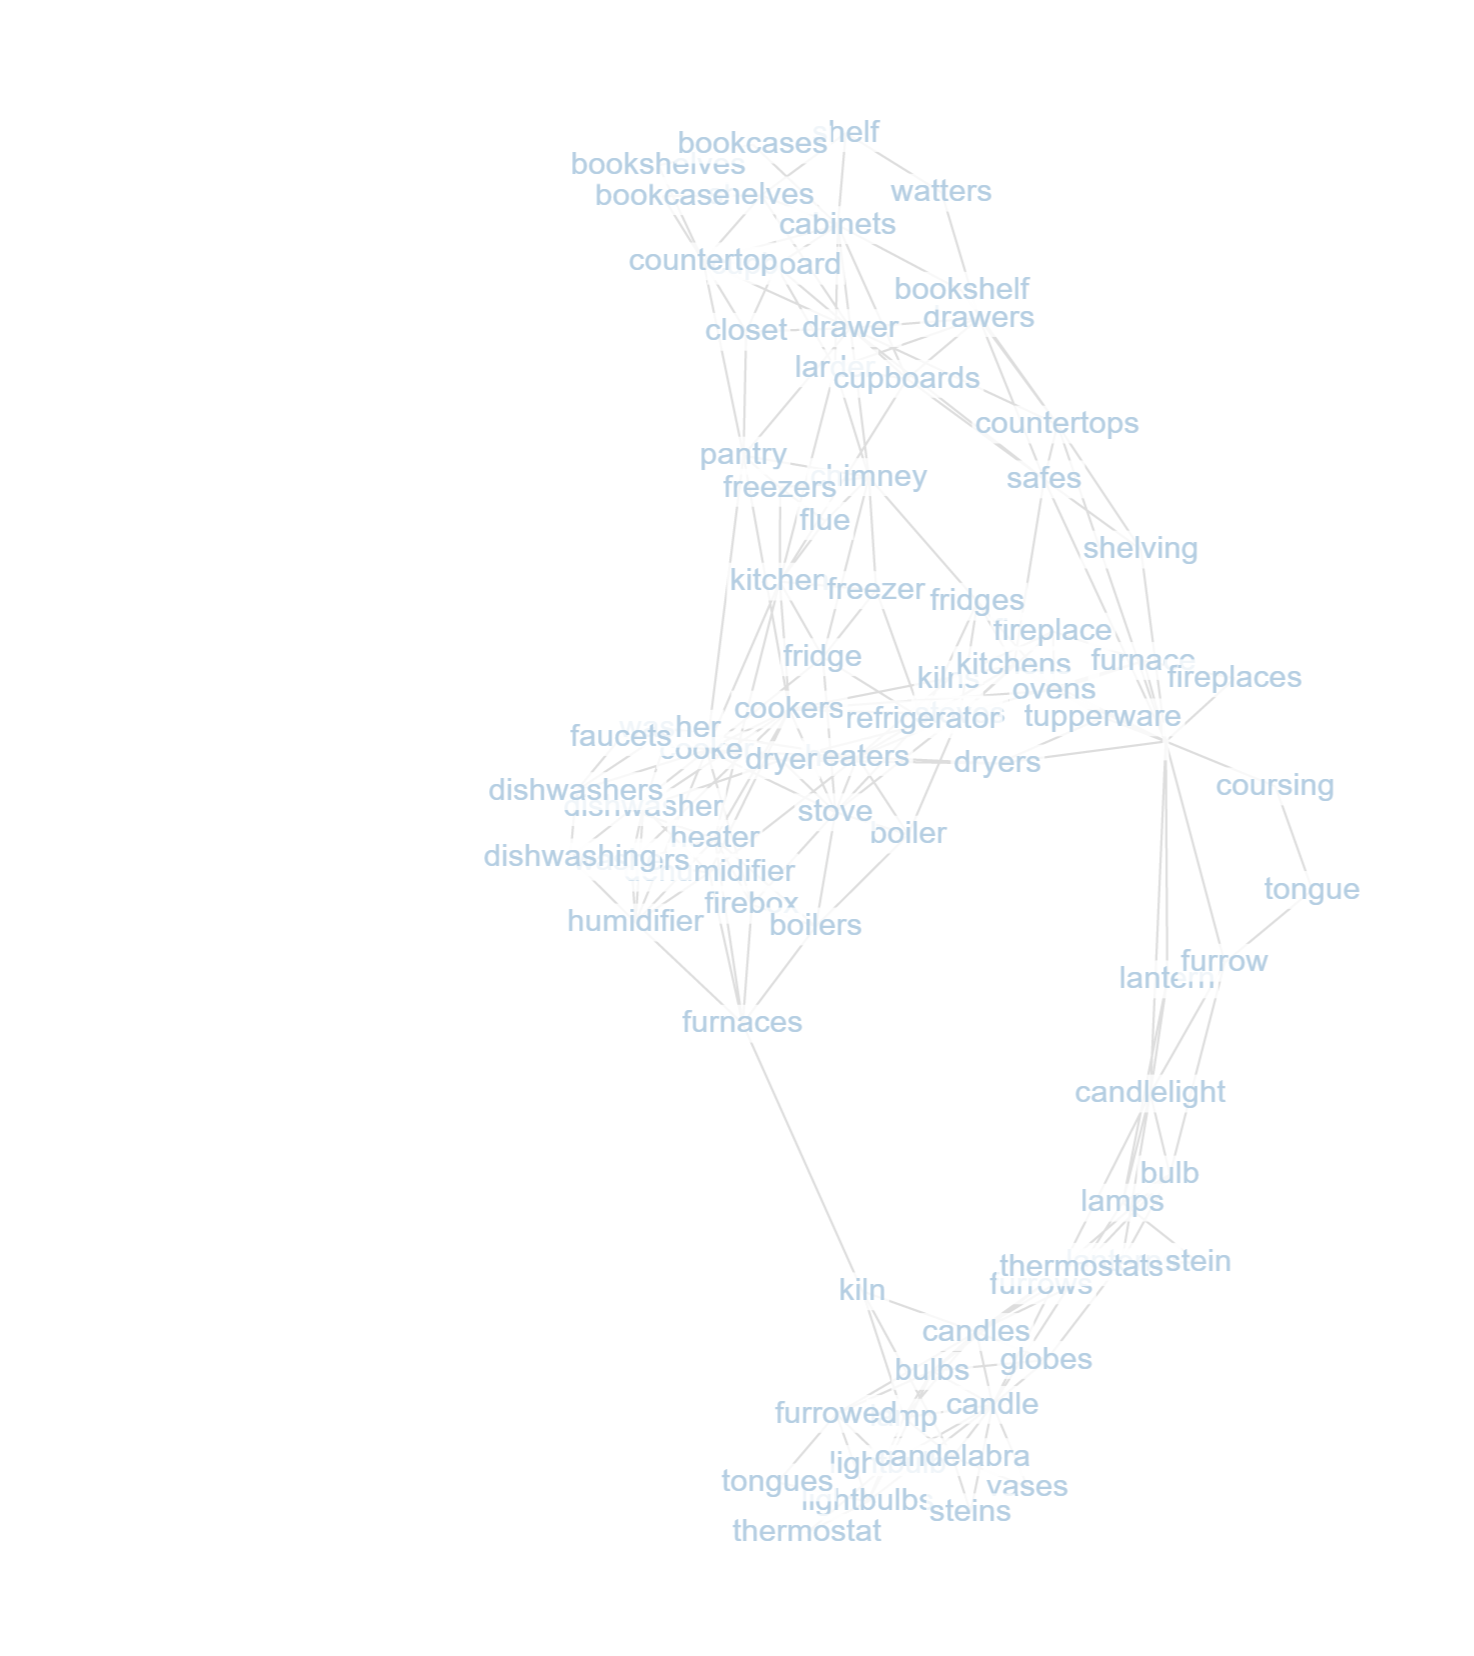 shelf
bookcases
bookshelves
watters
bookcase
shelves
cabinets
countertop
cupboard
bookshelf
drawers
drawer
closet
larder
cupboards
countertops
pantry
chimney
safes
freezers
flue
shelving
kitchen
freezer
fridges
fireplace
fridge
kitchens
furnace
kilns
fireplaces
ovens
cookers
refrigerator
stoves
tupperware
washer
faucets
cooker
dryer
heaters
dryers
coursing
dishwashers
dishwasher
stove
boiler
heater
dishwashing
washers
dehumidifier
tongue
firebox
humidifier
boilers
furrow
lantern
furnaces
candlelight
bulb
lamps
lanterns
stein
thermostats
furrows
kiln
candles
globes
bulbs
candle
furrowed
lamp
candelabra
lightbulb
tongues
vases
lightbulbs
steins
thermostat